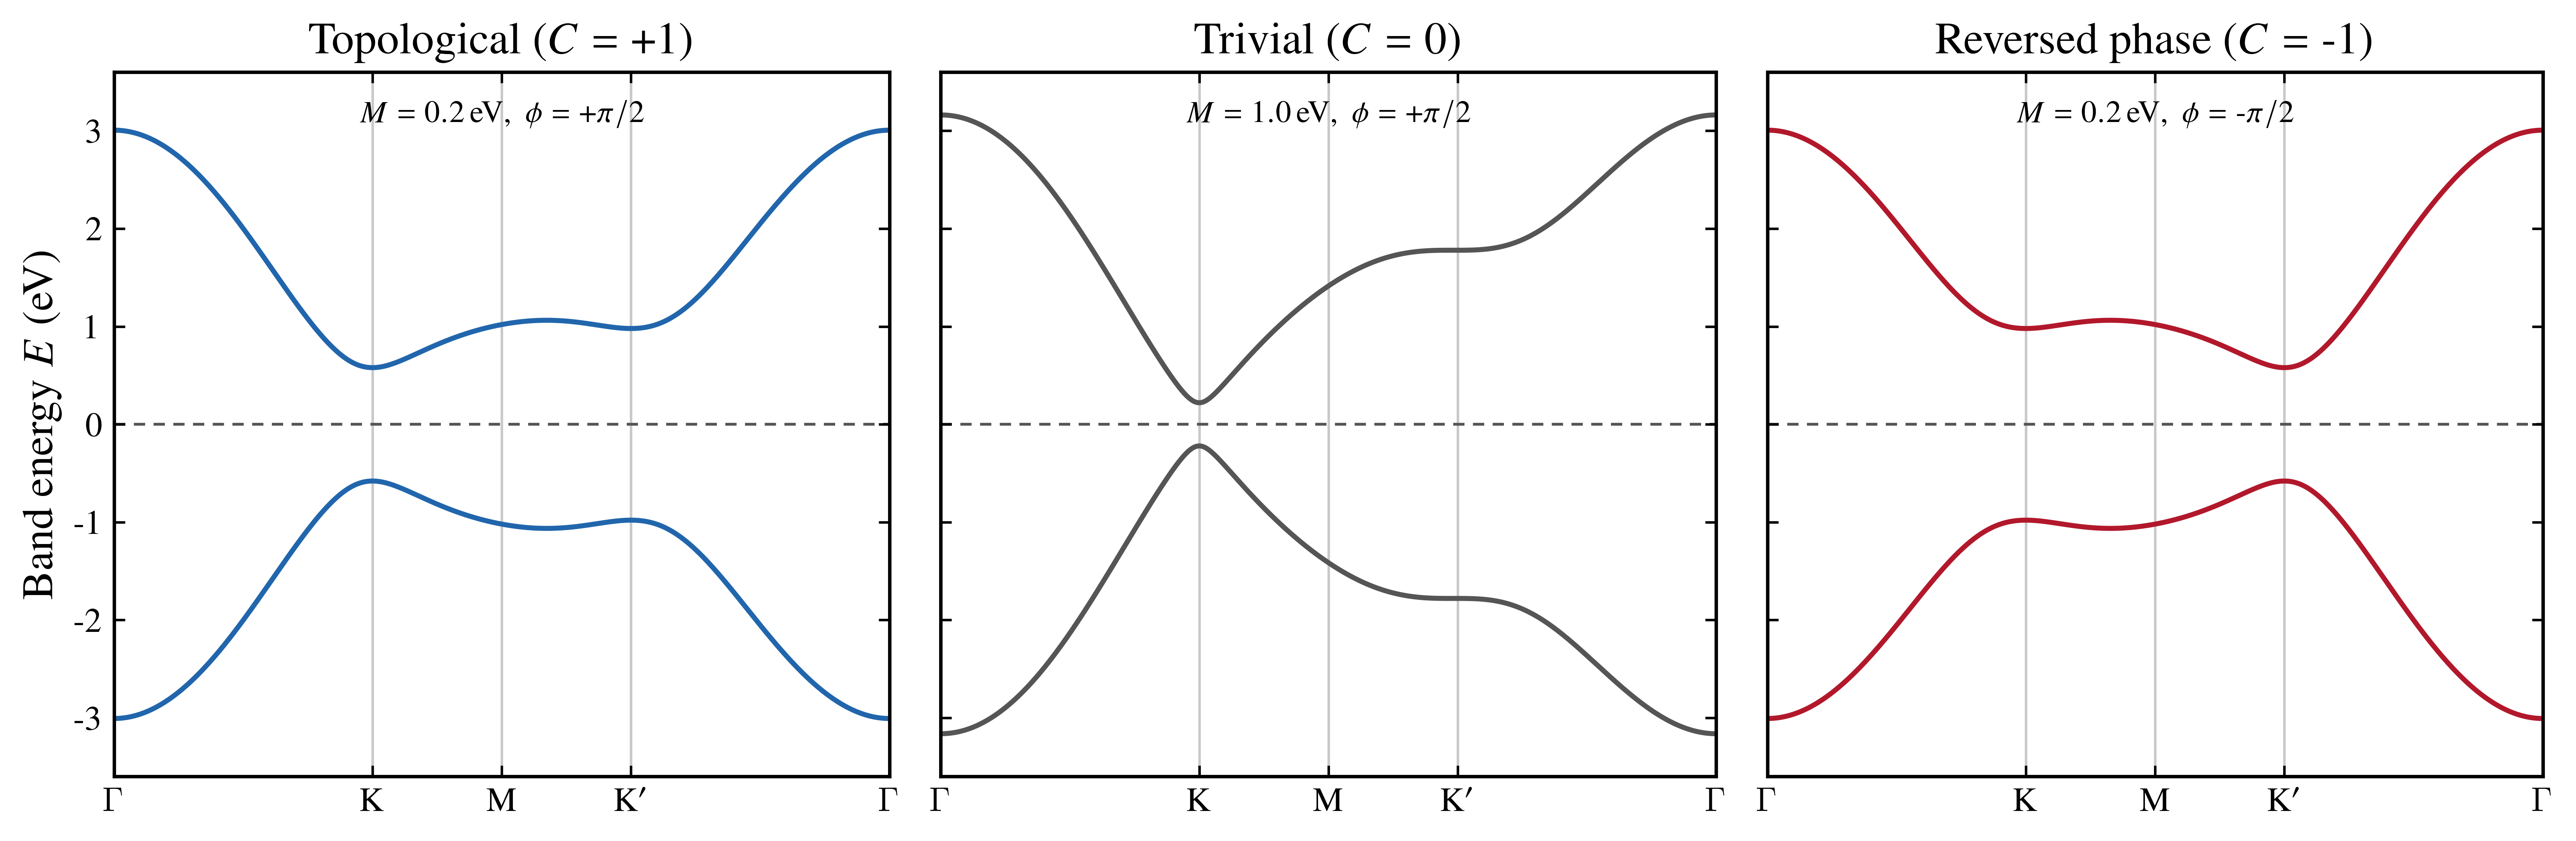 Topological (C = +1)
Trivial (C = 0)
Reversed phase (C = -1)
M = 0.2 eV, ϕ = +π/2
M = 1.0 eV, ϕ = +π/2
M = 0.2 eV, ϕ = -π/2
Band energy E (eV)
3
2
1
0
-1
-2
-3
Γ K M K′ Γ
Γ K M K′ Γ
Γ K M K′ Γ